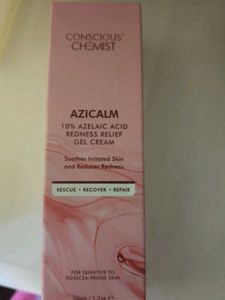 CONSCIOUS
CHEMIST
AZICALM
10% AZELAIC ACID
REDNESS RELIEF
GEL CREAM
Soothes Irritated Skin
and Reduces Redness
RESCUE • RECOVER • REPAIR
FOR SENSITIVE TO
ROSECEA-PRONE SKIN